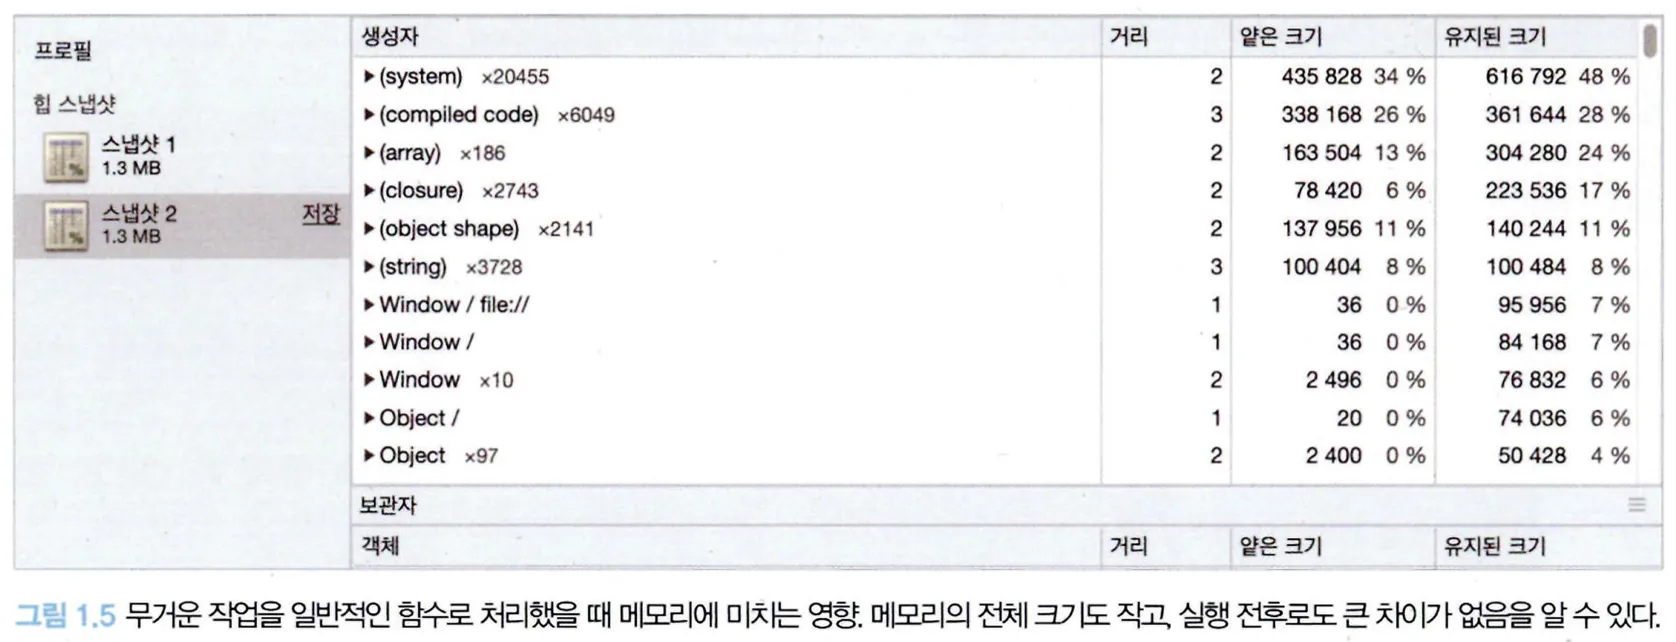 프로필
힙 스냅샷
스냅샷 1
1.3 MB
스냅샷 2 저장
1.3 MB
생성자 거리 얕은 크기 유지된 크기
(system) ×20455 2 435 828 34 % 616 792 48 %
(compiled code) ×6049 3 338 168 26 % 361 644 28 %
(array) ×186 2 163 504 13 % 304 280 24 %
(closure) ×2743 2 78 420 6 % 223 536 17 %
(object shape) ×2141 2 137 956 11 % 140 244 11 %
(string) ×3728 3 100 404 8 % 100 484 8 %
Window / file:// 1 36 0 % 95 956 7 %
Window / 1 36 0 % 84 168 7 %
Window ×10 2 2 496 0 % 76 832 6 %
Object / 1 20 0 % 74 036 6 %
Object ×97 2 2 400 0 % 50 428 4 %
보관자
객체 거리 얕은 크기 유지된 크기
그림 1.5 무거운 작업을 일반적인 함수로 처리했을 때 메모리에 미치는 영향. 메모리의 전체 크기도 작고, 실행 전후로도 큰 차이가 없음을 알 수 있다.